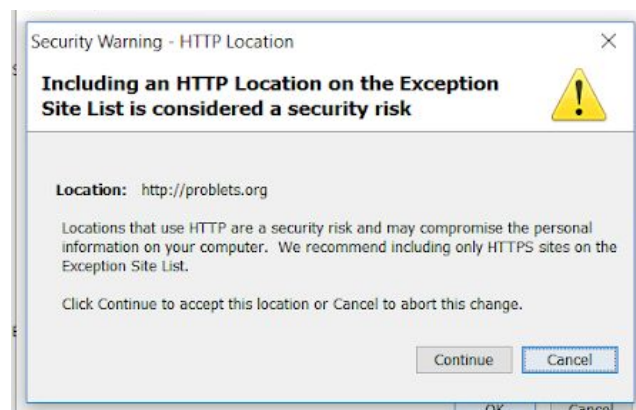 Security Warning - HTTP Location
Including an HTTP Location on the Exception
Site List is considered a security risk
Location: http://problets.org
Locations that use HTTP are a security risk and may compromise the personal
information on your computer. We recommend including only HTTPS sites on the
Exception Site List.
Click Continue to accept this location or Cancel to abort this change.
Continue Cancel
OK Cancel